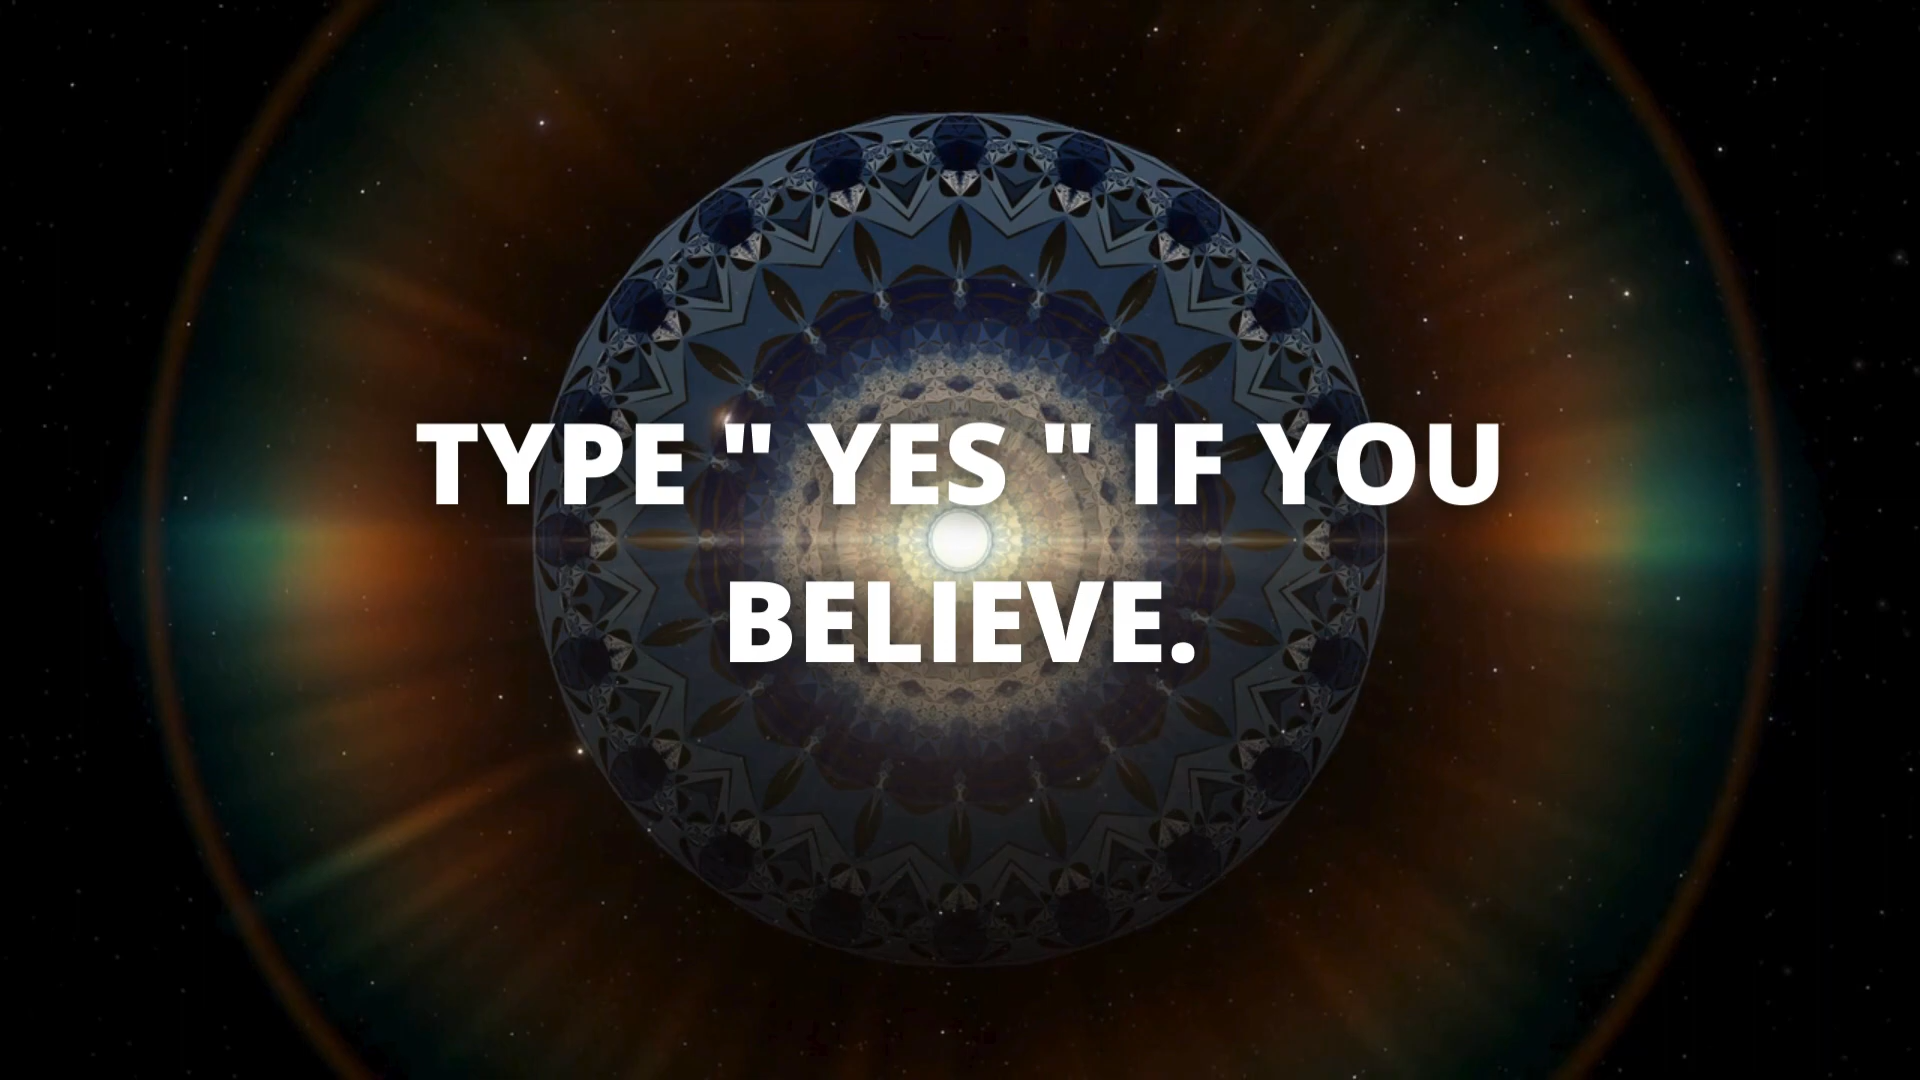 TYPE " YES " IF YOU
BELIEVE.